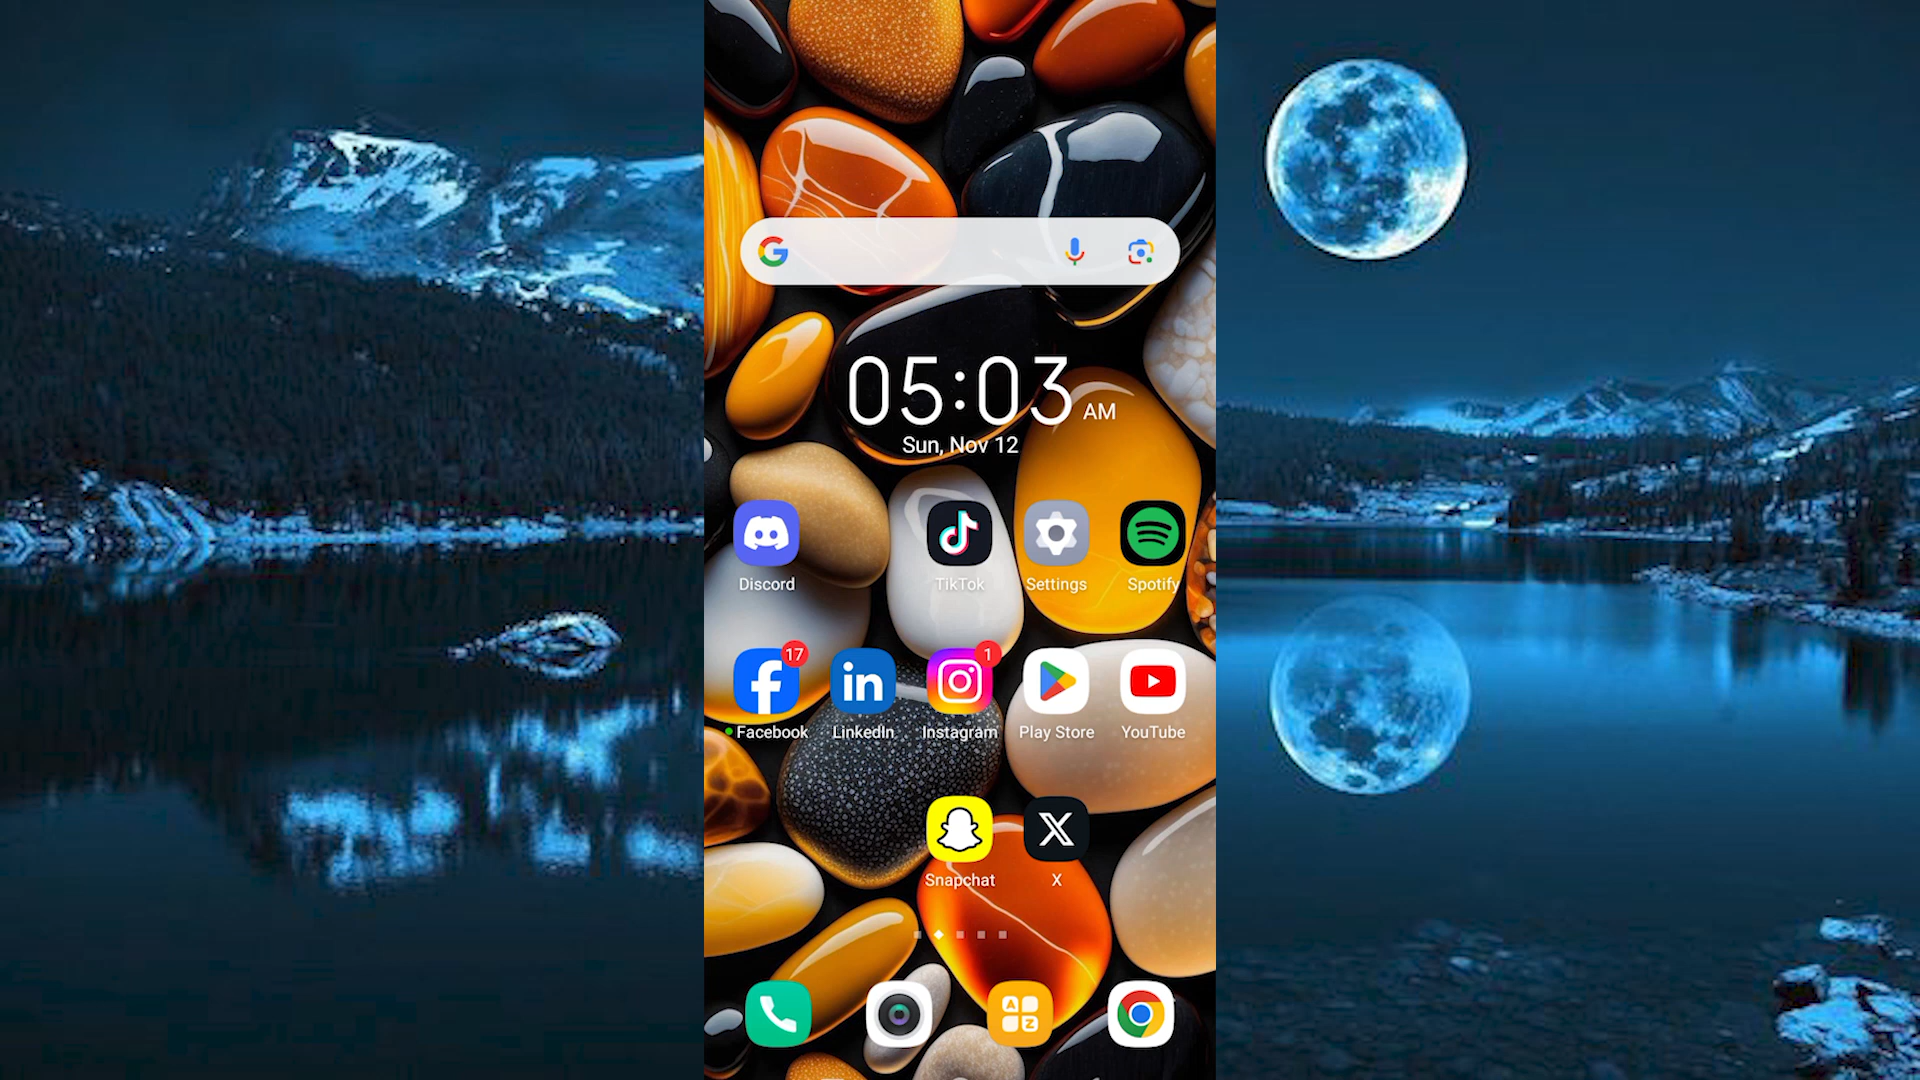 05:03 AM
Sun, Nov 12
Discord
TikTok
Settings
Spotify
17
1
Facebook
LinkedIn
Instagram
Play Store
YouTube
Snapchat
X
A
Z